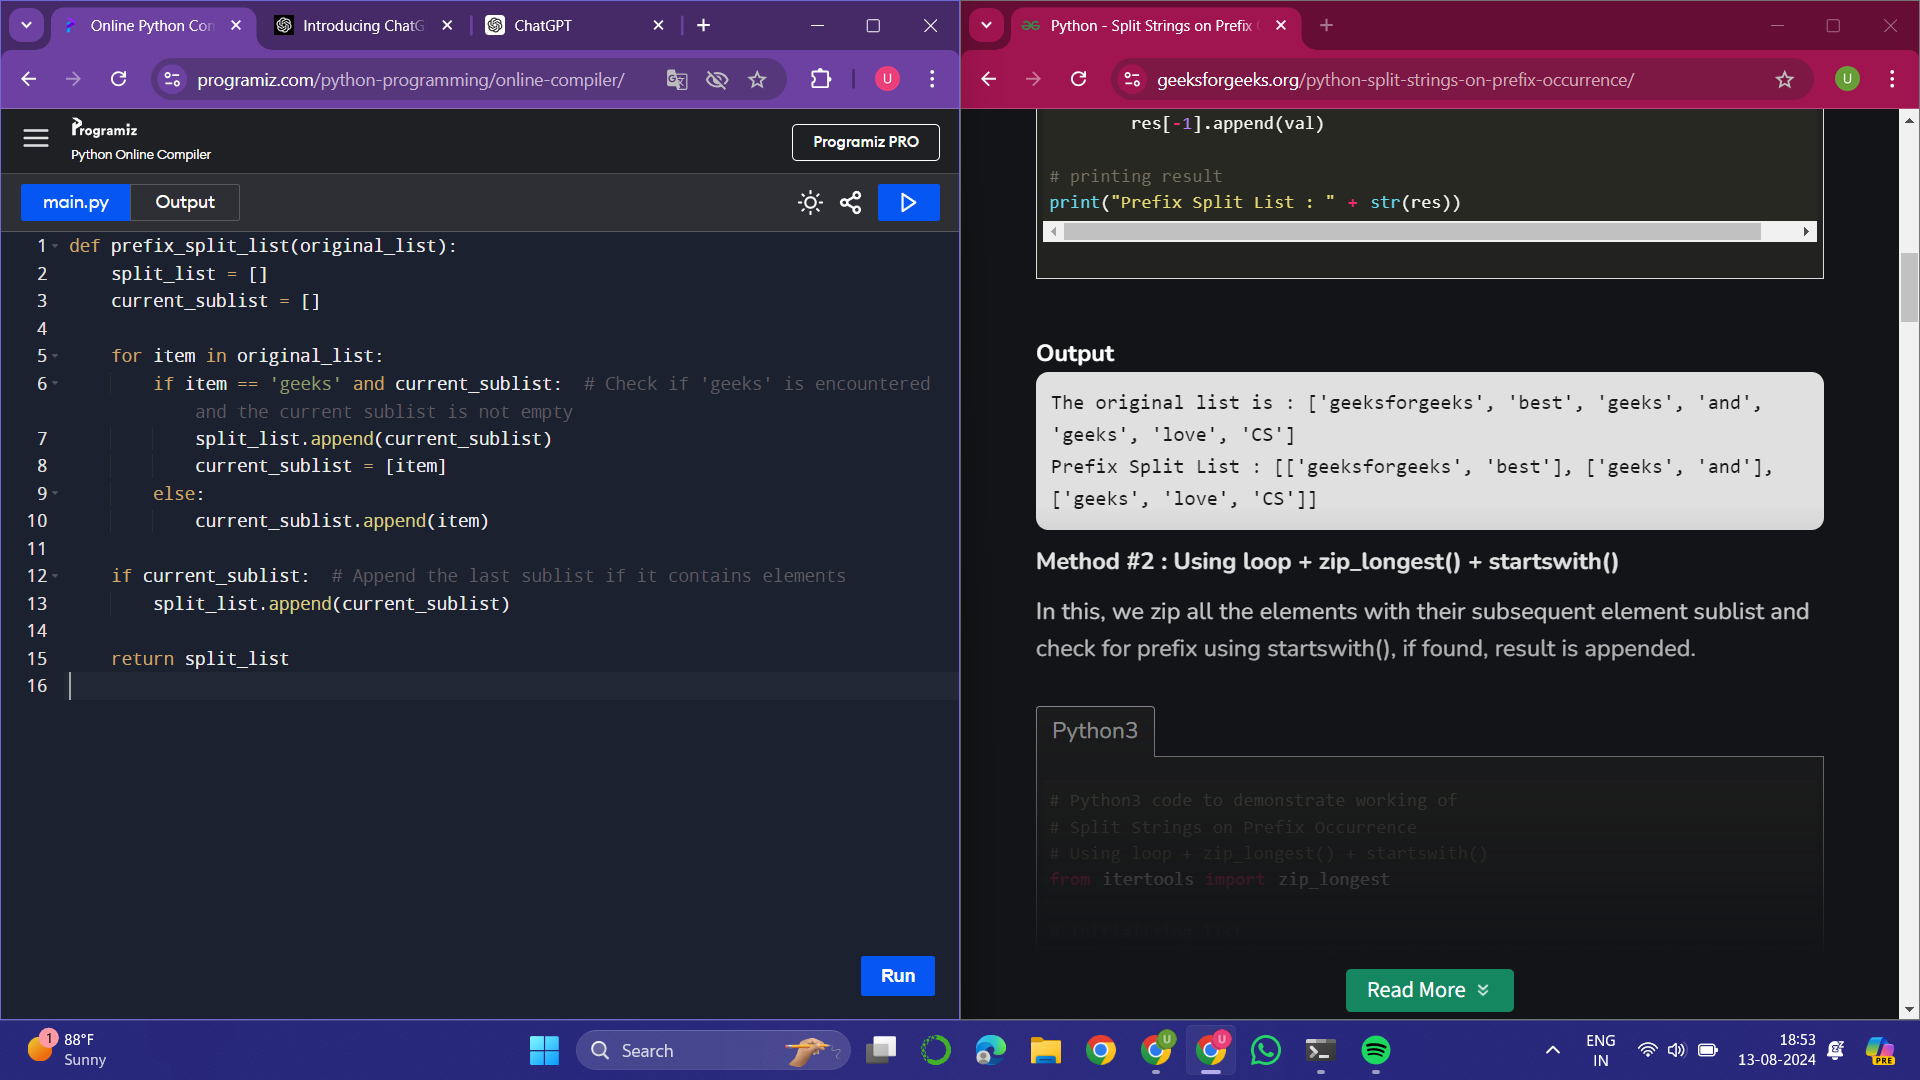 Online Python Com
Introducing ChatG
ChatGPT
programiz.com/python-programming/online-compiler/
U
Programiz
Python Online Compiler
Programiz PRO
main.py
Output
1 def prefix_split_list(original_list):
2 split_list = []
3 current_sublist = []
4
5 for item in original_list:
6 if item == 'geeks' and current_sublist: # Check if 'geeks' is encountered
and the current sublist is not empty
7 split_list.append(current_sublist)
8 current_sublist = [item]
9 else:
10 current_sublist.append(item)
11
12 if current_sublist: # Append the last sublist if it contains elements
13 split_list.append(current_sublist)
14
15 return split_list
16
Run
Python - Split Strings on Prefix
geeksforgeeks.org/python-split-strings-on-prefix-occurrence/
U
res[-1].append(val)
# printing result
print("Prefix Split List : " + str(res))
Output
The original list is : ['geeksforgeeks', 'best', 'geeks', 'and',
'geeks', 'love', 'CS']
Prefix Split List : [['geeksforgeeks', 'best'], ['geeks', 'and'],
['geeks', 'love', 'CS']]
Method #2 : Using loop + zip_longest() + startswith()
In this, we zip all the elements with their subsequent element sublist and
check for prefix using startswith(), if found, result is appended.
Python3
# Python3 code to demonstrate working of
# Split Strings on Prefix Occurrence
# Using loop + zip_longest() + startswith()
from itertools import zip_longest
# initializing list
Read More
1
88°F
Sunny
Search
U
U
ENG
IN
18:53
13-08-2024
PRE